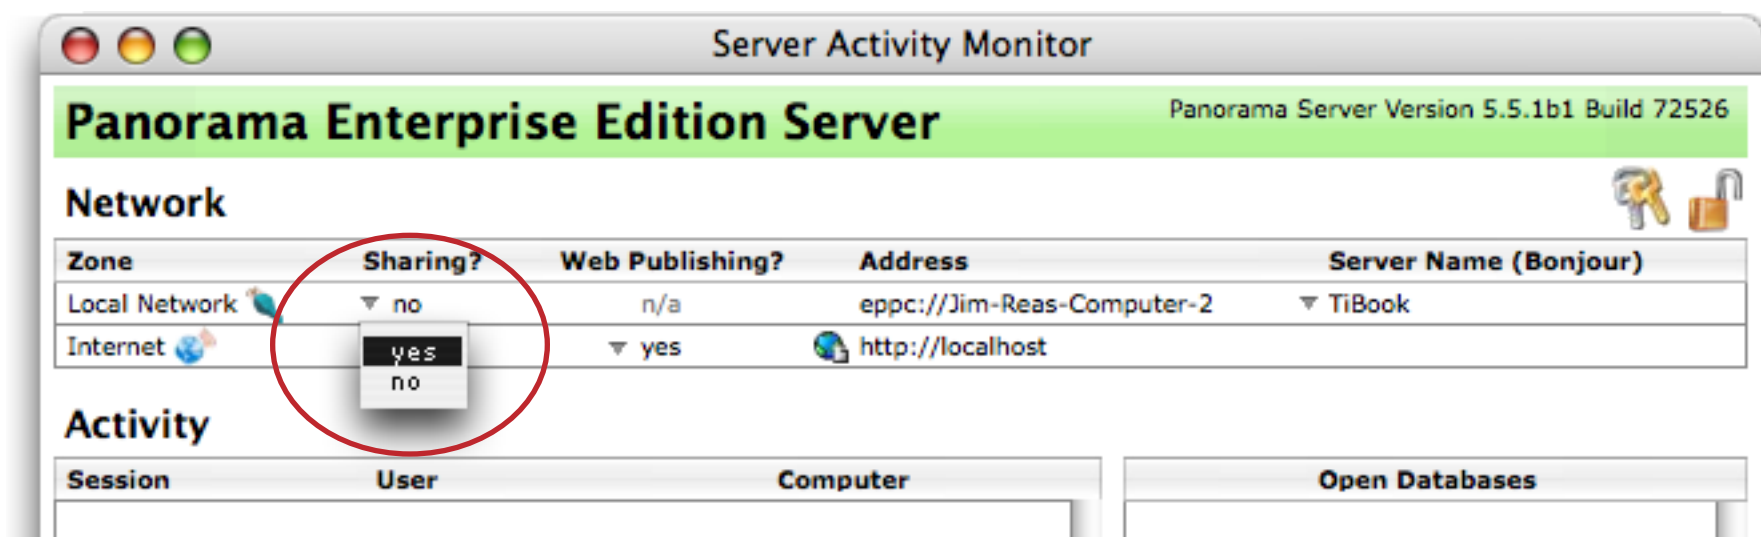 Server Activity Monitor
Panorama Enterprise Edition Server Panorama Server Version 5.5.1b1 Build 72526
Network
Zone Sharing? Web Publishing? Address Server Name (Bonjour)
Local Network no n/a eppc://Jim-Reas-Computer-2 TiBook
Internet yes yes http://localhost
no
Activity
Session User Computer Open Databases